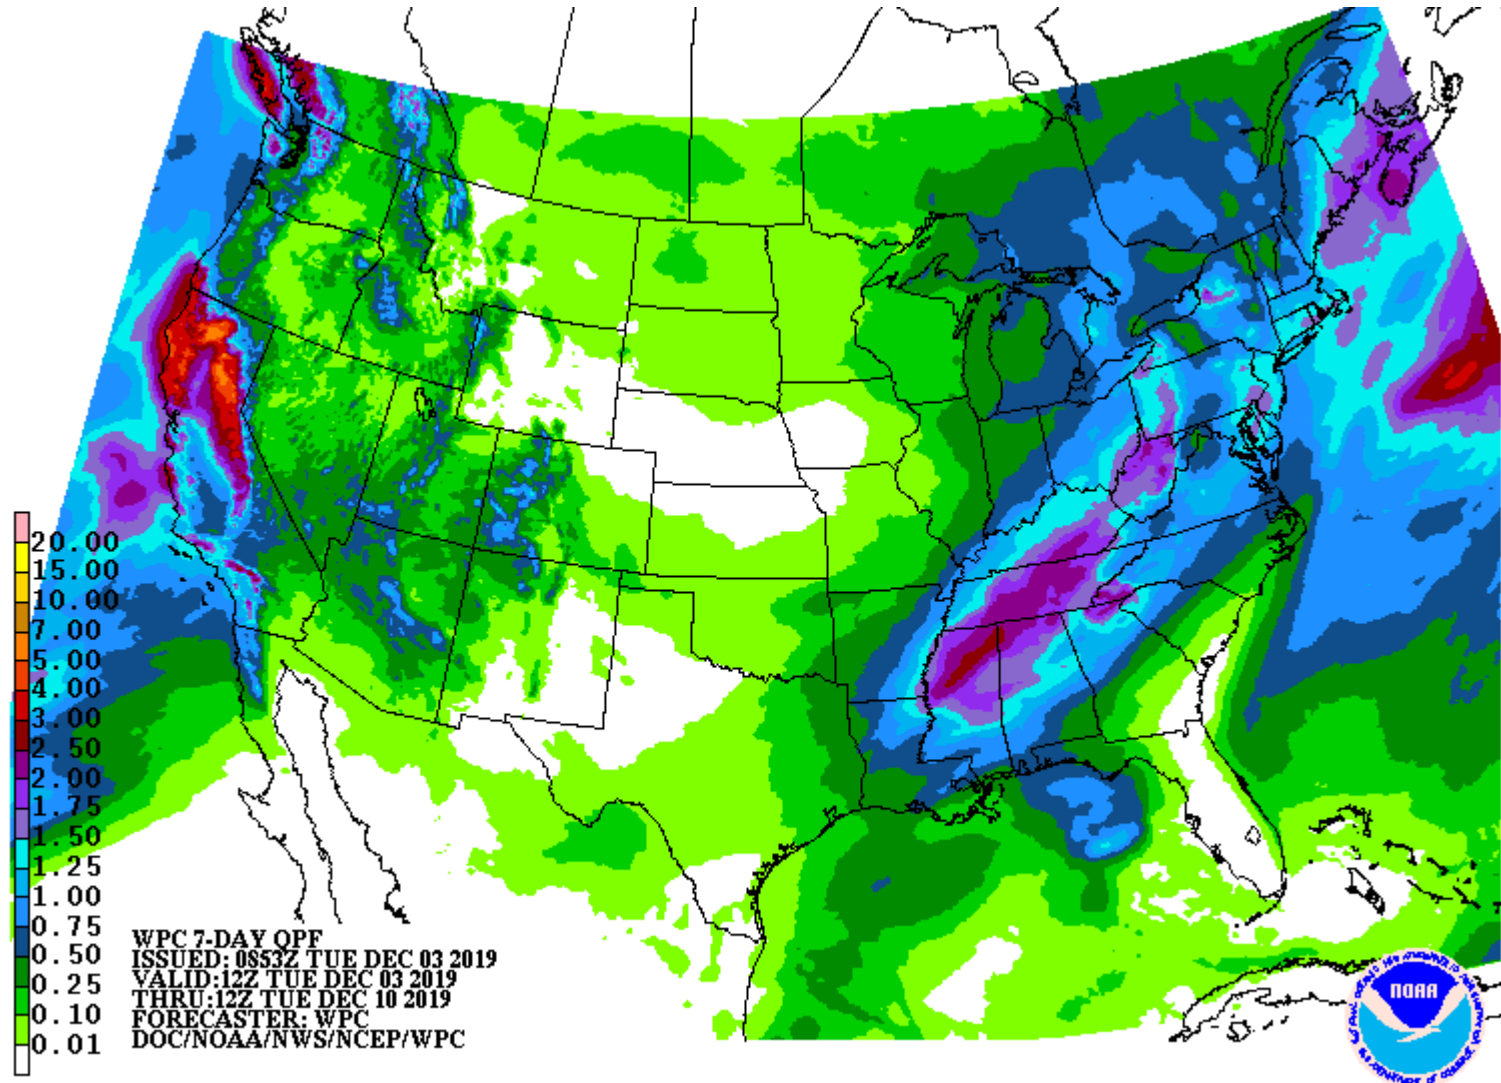 20.00
15.00
10.00
7.00
5.00
4.00
3.00
2.50
2.00
1.75
1.50
1.25
1.00
0.75
0.50
0.25
0.10
0.01
WPC 7-DAY QPF
ISSUED: 0853Z TUE DEC 03 2019
VALID:12Z TUE DEC 03 2019
THRU:12Z TUE DEC 10 2019
FORECASTER: WPC
DOC/NOAA/NWS/NCEP/WPC
NOAA